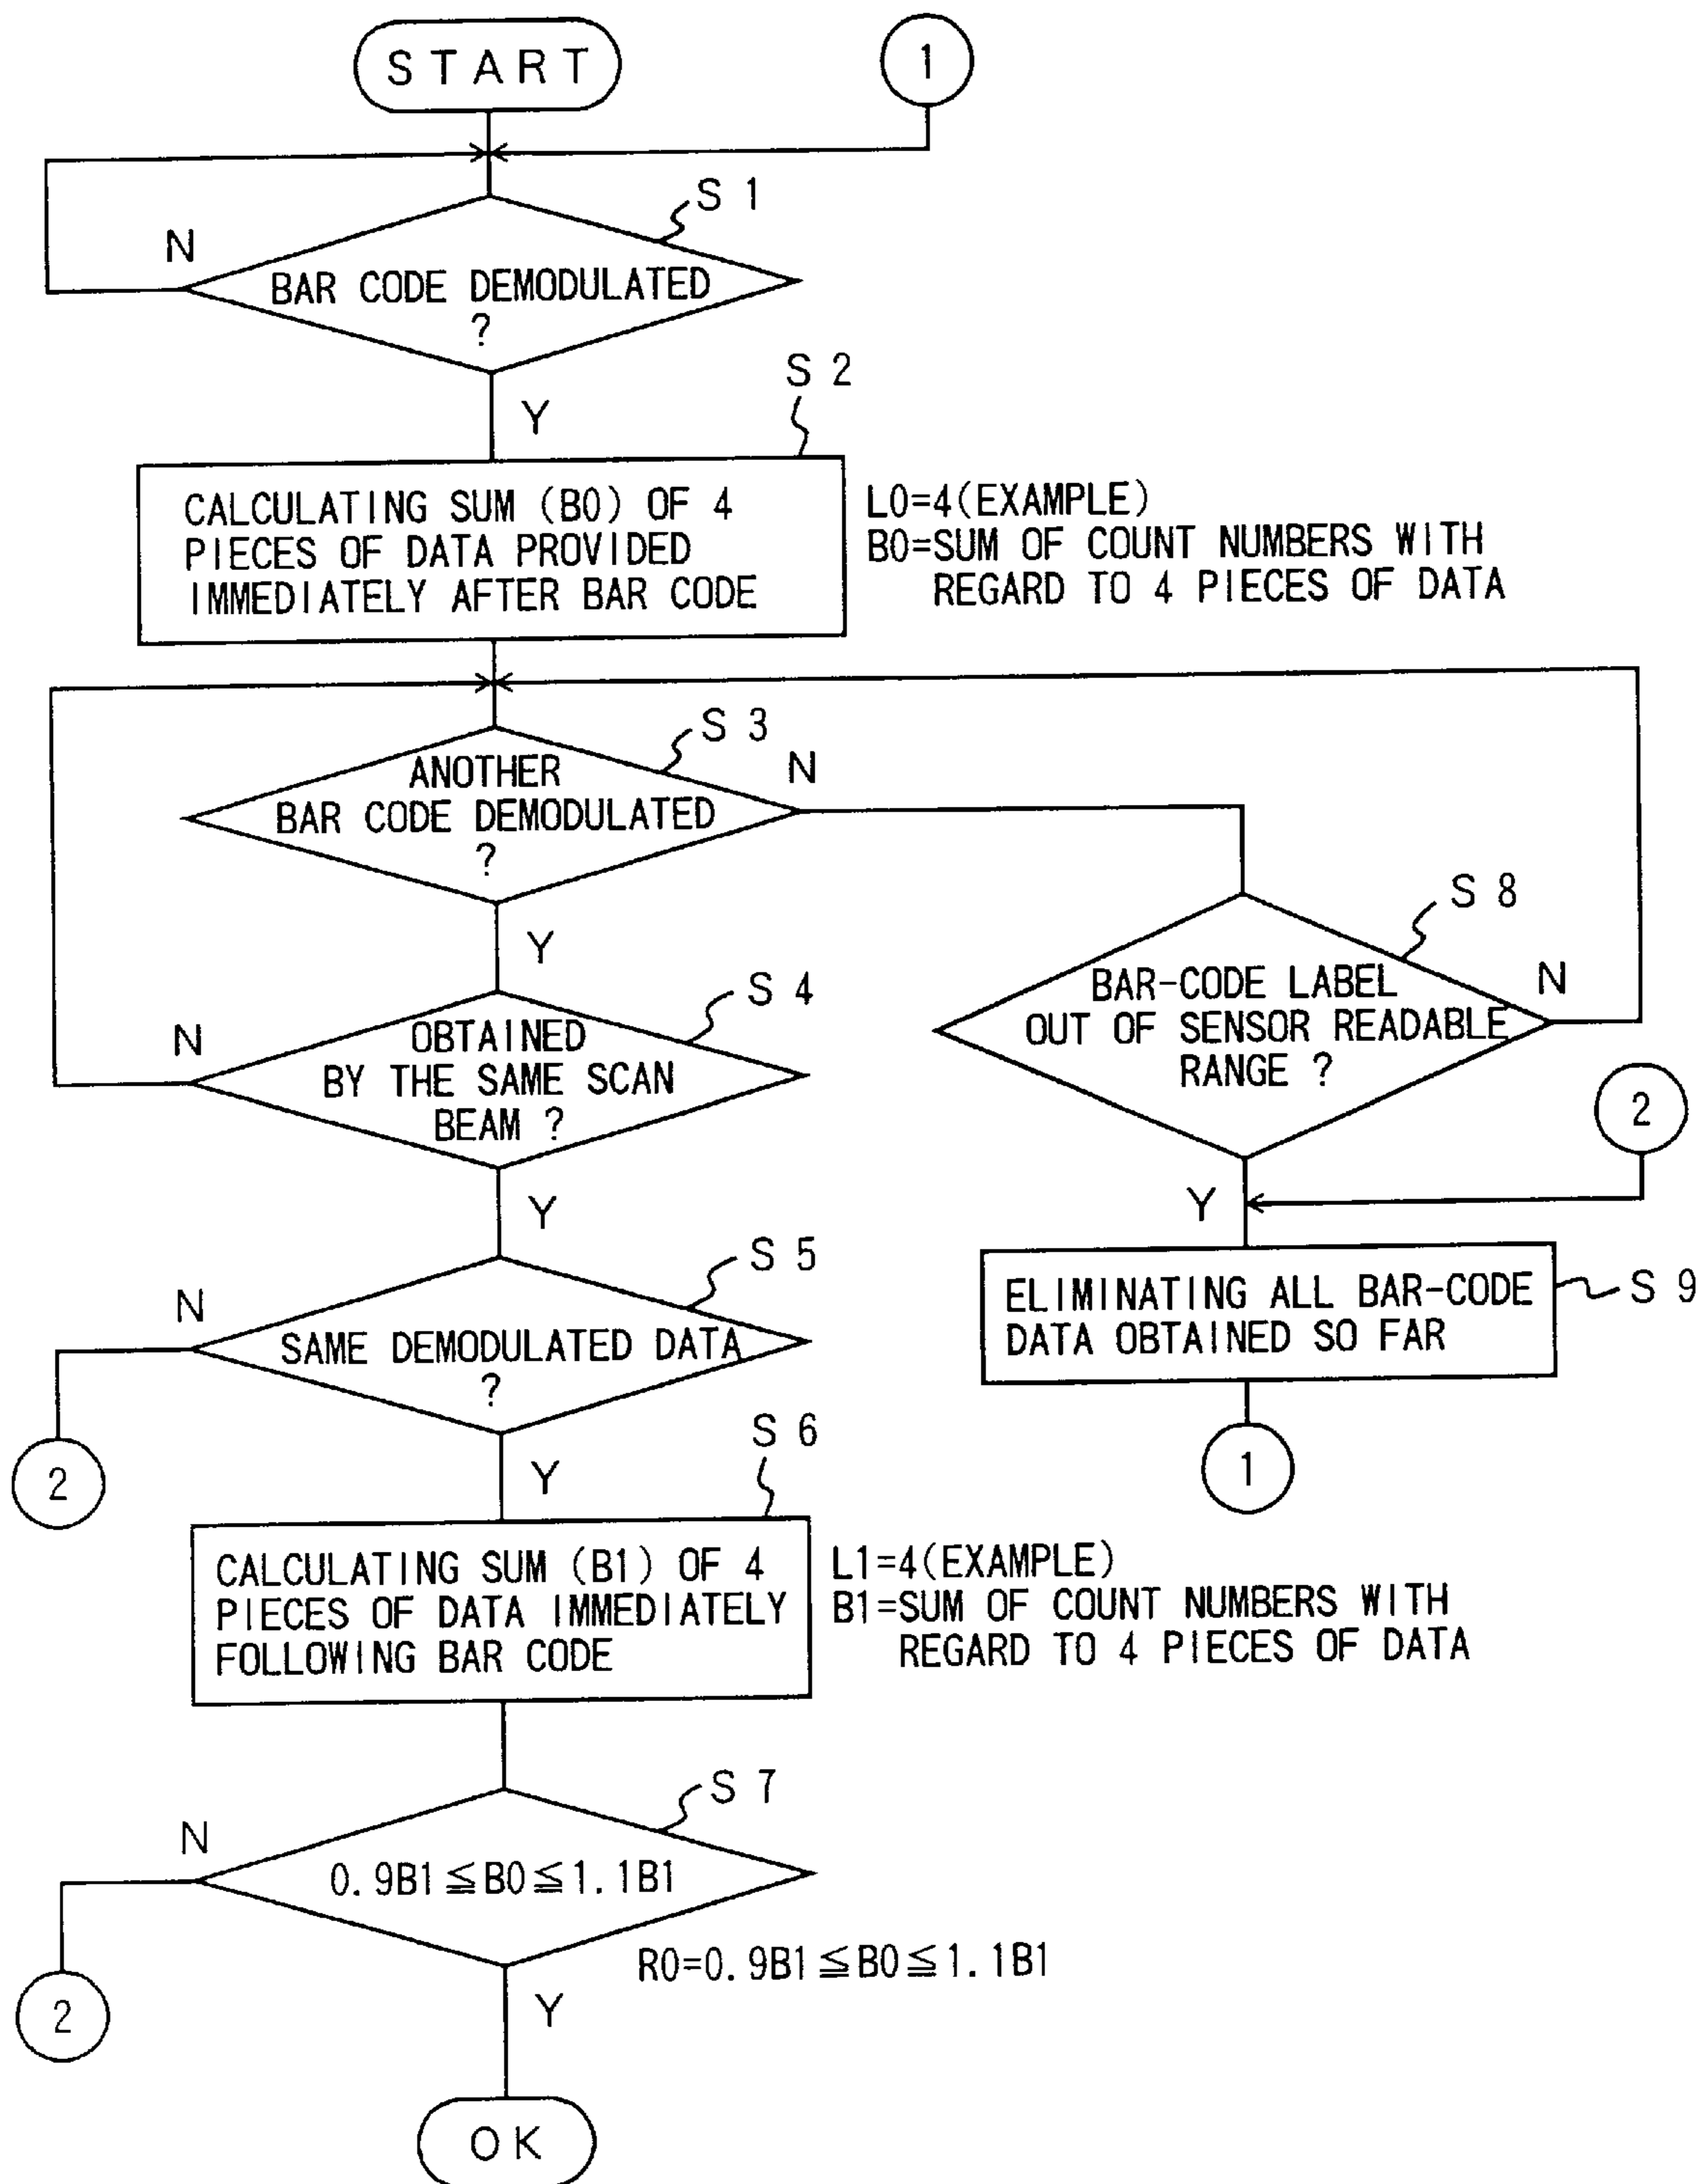 START
1
S 1
N
BAR CODE DEMODULATED
?
Y
S 2
CALCULATING SUM (B0) OF 4
PIECES OF DATA PROVIDED
IMMEDIATELY AFTER BAR CODE
L0=4(EXAMPLE)
B0=SUM OF COUNT NUMBERS WITH
REGARD TO 4 PIECES OF DATA
S 3
N
ANOTHER
BAR CODE DEMODULATED
?
Y
S 8
BAR-CODE LABEL
OUT OF SENSOR READABLE
RANGE ?
N
Y
2
S 4
N
OBTAINED
BY THE SAME SCAN
BEAM ?
Y
S 9
ELIMINATING ALL BAR-CODE
DATA OBTAINED SO FAR
1
S 5
N
SAME DEMODULATED DATA
?
2
Y
S 6
CALCULATING SUM (B1) OF 4
PIECES OF DATA IMMEDIATELY
FOLLOWING BAR CODE
L1=4(EXAMPLE)
B1=SUM OF COUNT NUMBERS WITH
REGARD TO 4 PIECES OF DATA
S 7
N
0.9B1≦B0≦1.1B1
R0=0.9B1≦B0≦1.1B1
2
Y
OK